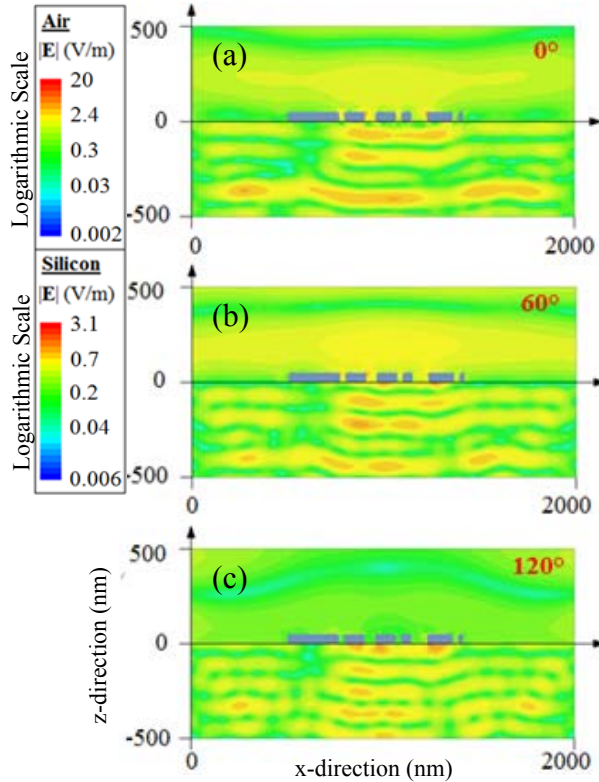 Air
|E| (V/m)
20
2.4
0.3
0.03
0.002
Logarithmic Scale
Silicon
|E| (V/m)
3.1
0.7
0.2
0.04
0.006
Logarithmic Scale
500
(a)
0°
0
-500
0
2000
500
(b)
60°
0
-500
0
2000
500
(c)
120°
0
-500
z-direction (nm)
0
x-direction (nm)
2000